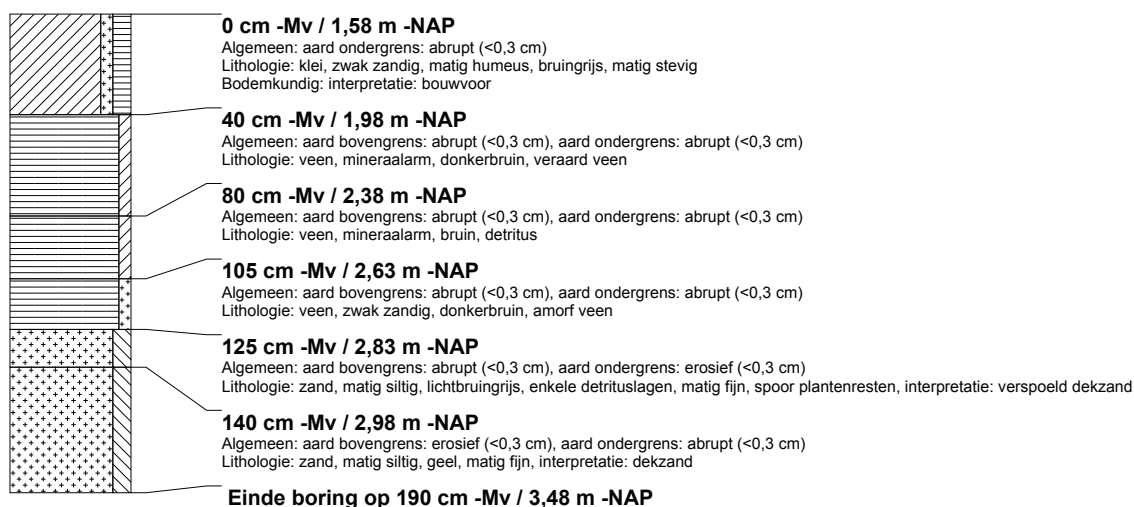 0 cm -Mv / 1,58 m -NAP
Algemeen: aard ondergrens: abrupt (<0,3 cm)
Lithologie: klei, zwak zandig, matig humeus, bruingrijs, matig stevig
Bodemkundig: interpretatie: bouwvoor
40 cm -Mv / 1,98 m -NAP
Algemeen: aard bovengrens: abrupt (<0,3 cm), aard ondergrens: abrupt (<0,3 cm)
Lithologie: veen, mineraalarm, donkerbruin, veraard veen
80 cm -Mv / 2,38 m -NAP
Algemeen: aard bovengrens: abrupt (<0,3 cm), aard ondergrens: abrupt (<0,3 cm)
Lithologie: veen, mineraalarm, bruin, detritus
105 cm -Mv / 2,63 m -NAP
Algemeen: aard bovengrens: abrupt (<0,3 cm), aard ondergrens: abrupt (<0,3 cm)
Lithologie: veen, zwak zandig, donkerbruin, amorf veen
125 cm -Mv / 2,83 m -NAP
Algemeen: aard bovengrens: abrupt (<0,3 cm), aard ondergrens: erosief (<0,3 cm)
Lithologie: zand, matig siltig, lichtbruingrijs, enkele detrituslagen, matig fijn, spoor plantenresten, interpretatie: verspoeld dekzand
140 cm -Mv / 2,98 m -NAP
Algemeen: aard bovengrens: erosief (<0,3 cm), aard ondergrens: abrupt (<0,3 cm)
Lithologie: zand, matig siltig, geel, matig fijn, interpretatie: dekzand
Einde boring op 190 cm -Mv / 3,48 m -NAP